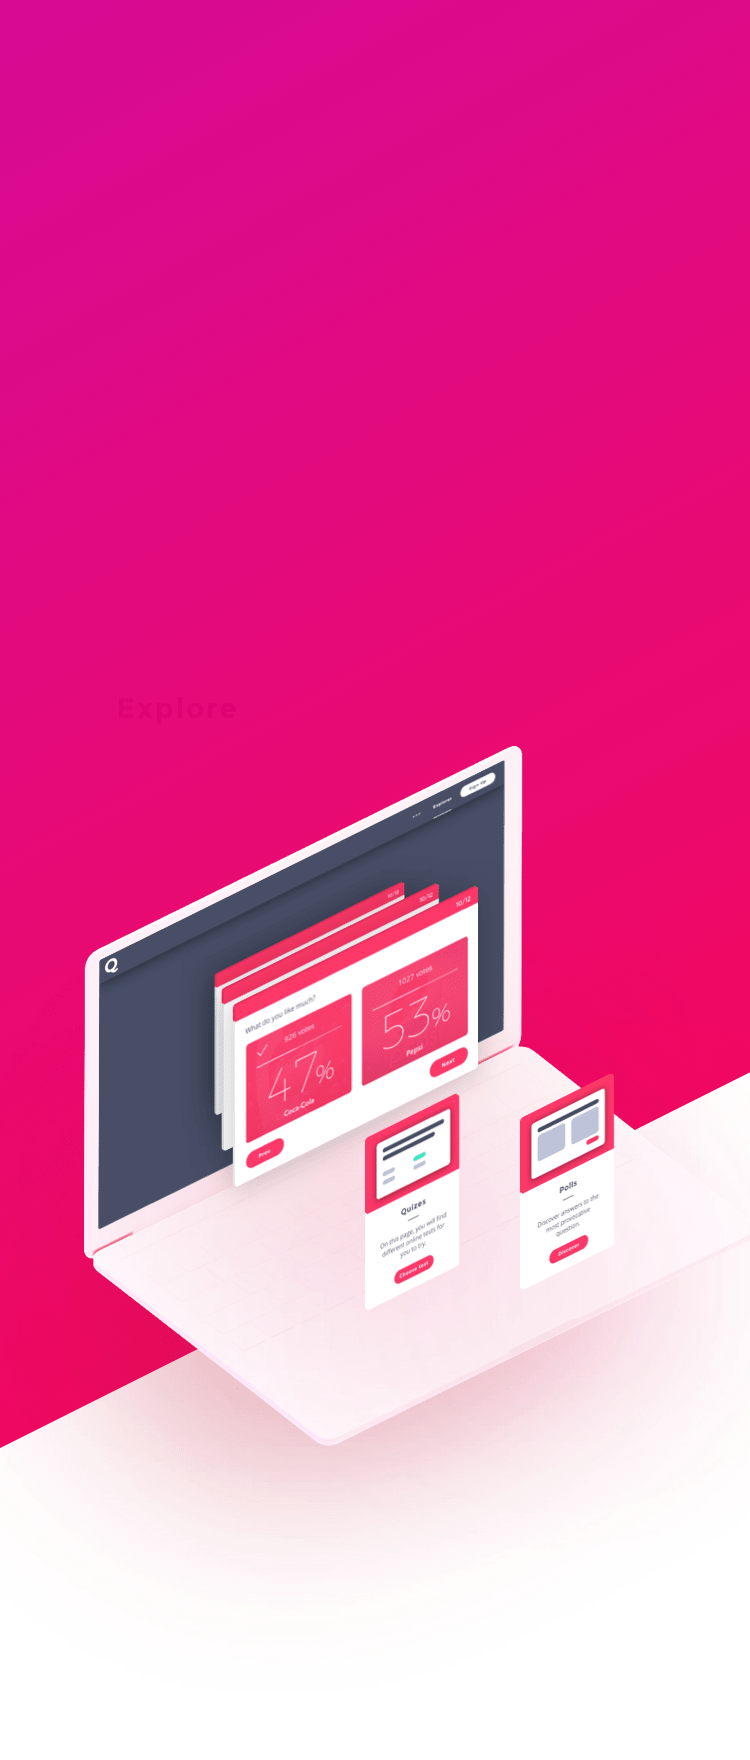 Explore
Sign Up
Explorer
...
Q
10/12
10/12
10/12
What do you like much?
1027 votes
53%
Pepsi
926 votes
47%
Coca-Cola
Next
Prev
Quizes
On this page, you will find
different online tests for
you to try.
Choose test
Polls
Discover answers to the
most provocative
question.
Discover